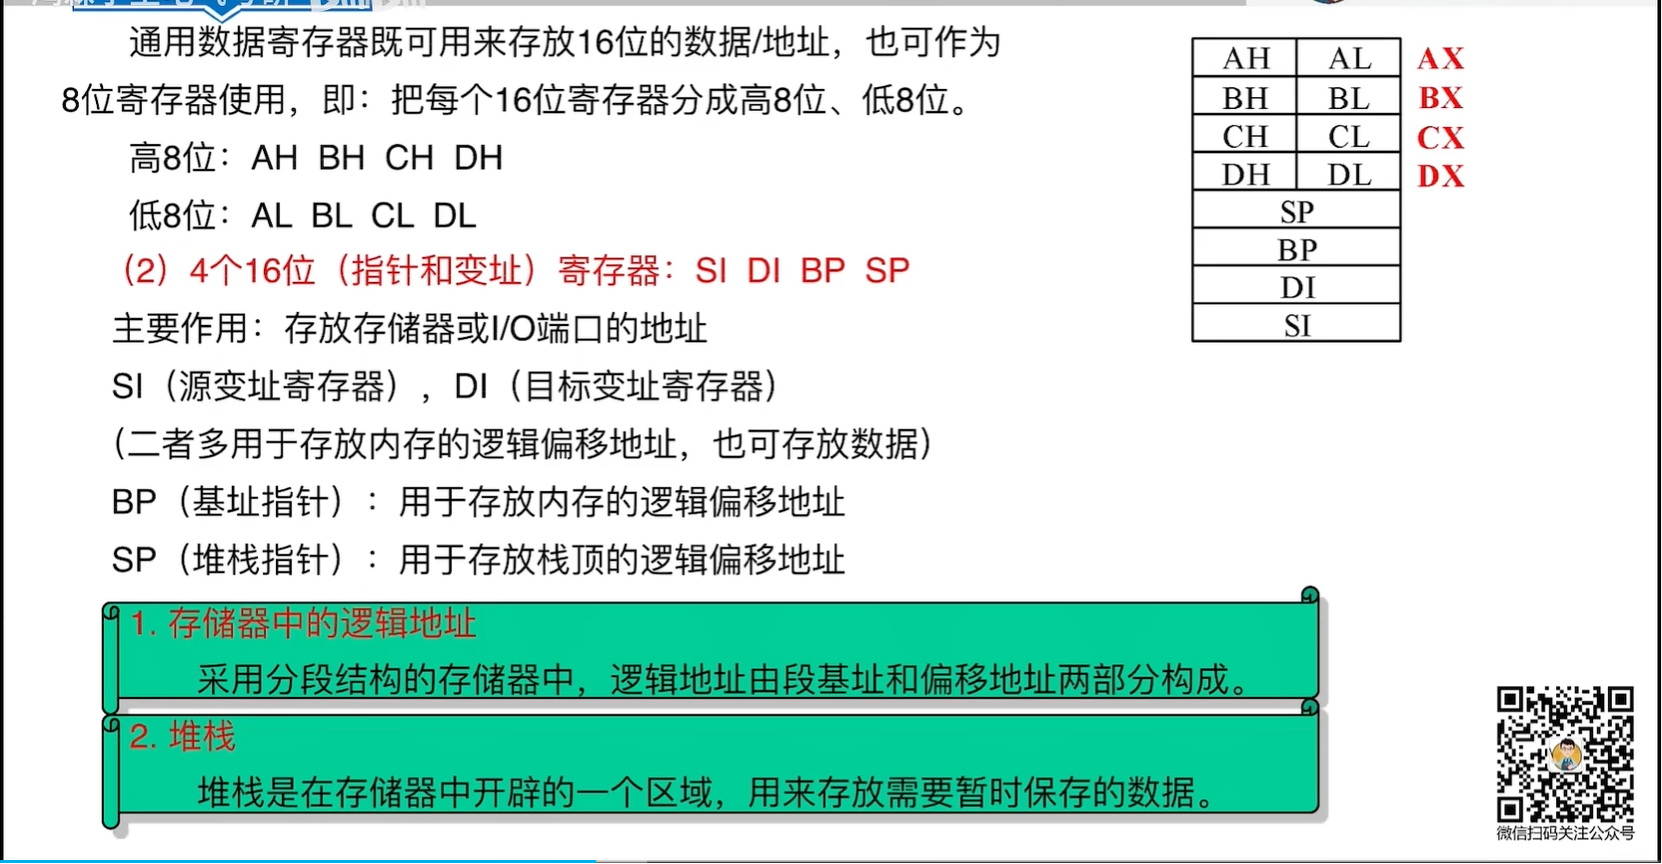 通用数据寄存器既可用来存放16位的数据/地址，也可作为
8位寄存器使用，即：把每个16位寄存器分成高8位、低8位。
高8位：AH BH CH DH
低8位：AL BL CL DL
（2）4个16位（指针和变址）寄存器：SI DI BP SP
主要作用：存放存储器或I/O端口的地址
SI（源变址寄存器），DI（目标变址寄存器）
（二者多用于存放内存的逻辑偏移地址，也可存放数据）
BP（基址指针）：用于存放内存的逻辑偏移地址
SP（堆栈指针）：用于存放栈顶的逻辑偏移地址
AH AL AX
BH BL BX
CH CL CX
DH DL DX
SP
BP
DI
SI
1. 存储器中的逻辑地址
采用分段结构的存储器中，逻辑地址由段基址和偏移地址两部分构成。
2. 堆栈
堆栈是在存储器中开辟的一个区域，用来存放需要暂时保存的数据。
微信扫码关注公众号